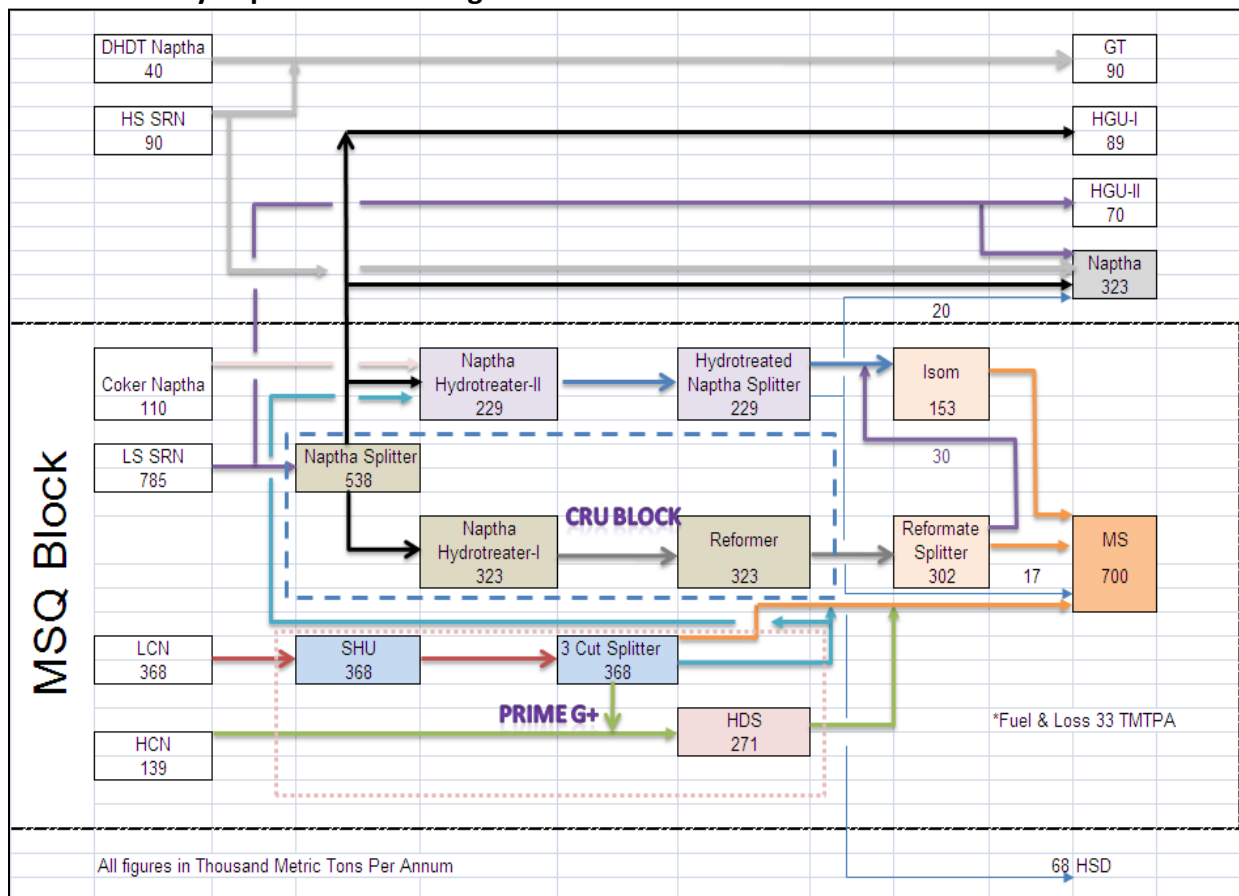 DHDT Naptha
40
GT
90
HS SRN
90
HGU-I
89
HGU-II
70
Naptha
323
20
MSQ Block
Coker Naptha
110
Naptha
Hydrotreater-II
229
Hydrotreated
Naptha Splitter
229
Isom
153
LS SRN
785
Naptha Splitter
538
30
CRU BLOCK
Naptha
Hydrotreater-I
323
Reformer
323
Reformate
Splitter
302
17
MS
700
LCN
368
SHU
368
3 Cut Splitter
368
PRIME G+
HCN
139
HDS
271
*Fuel & Loss 33 TMTPA
All figures in Thousand Metric Tons Per Annum
68 HSD